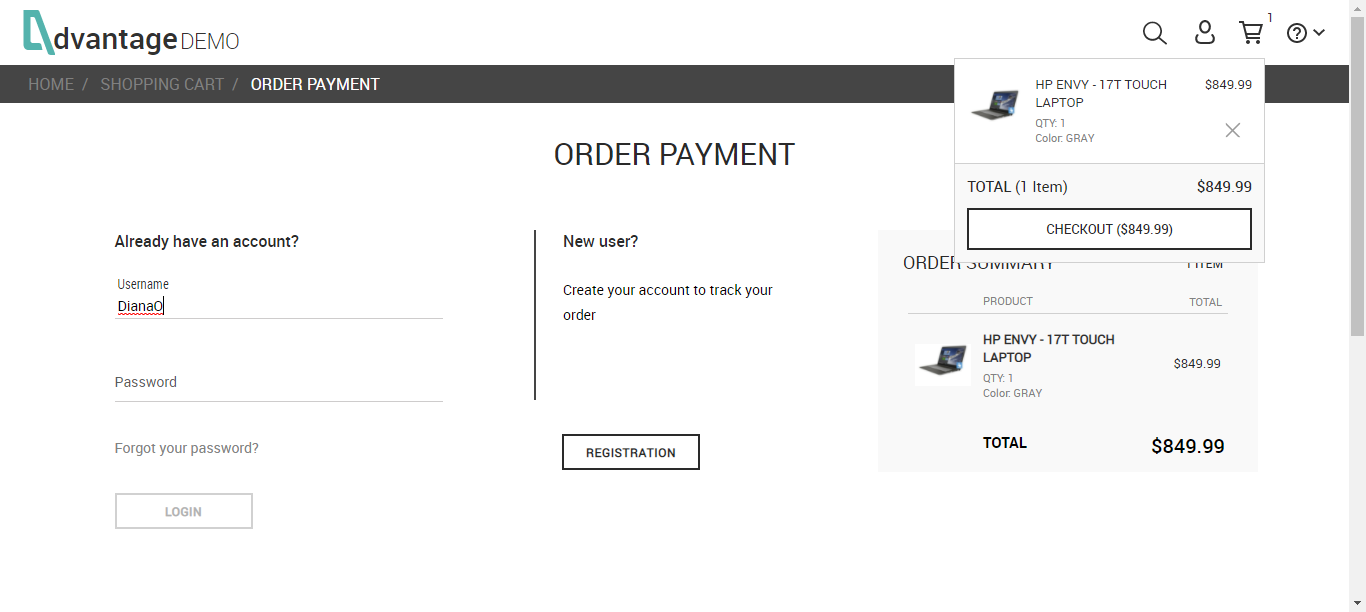 AdvantageDEMO
1
HOME / SHOPPING CART / ORDER PAYMENT
HP ENVY - 17T TOUCH LAPTOP $849.99
QTY: 1
Color: GRAY
TOTAL (1 Item) $849.99
CHECKOUT ($849.99)
ORDER PAYMENT
Already have an account?
Username
DianaO
Password
Forgot your password?
LOGIN
New user?
Create your account to track your
order
REGISTRATION
ORDER SUMMARY 1 ITEM
PRODUCT TOTAL
HP ENVY - 17T TOUCH
LAPTOP
$849.99
QTY: 1
Color: GRAY
TOTAL $849.99